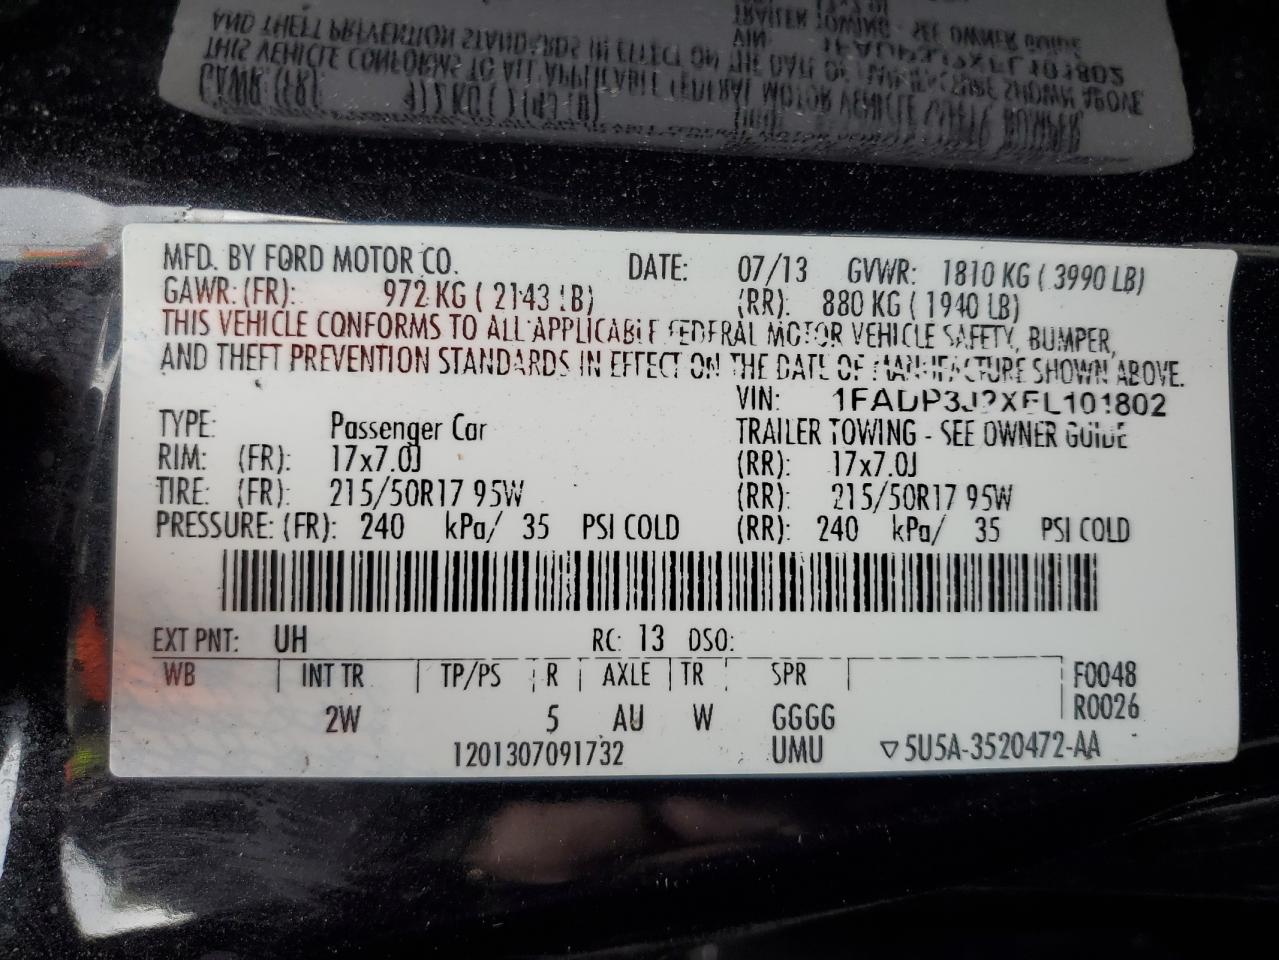 MFD. BY FORD MOTOR CO. DATE: 07/13 GVWR: 1810 KG ( 3990 LB)
GAWR: (FR): 972 KG ( 2143 LB) (RR): 880 KG ( 1940 LB)
THIS VEHICLE CONFORMS TO ALL APPLICABLE FEDERAL MOTOR VEHICLE SAFETY, BUMPER,
AND THEFT PREVENTION STANDARDS IN EFFECT ON THE DATE OF MANUFACTURE SHOWN ABOVE.
VIN: 1FADP3J2XEL101802
TYPE: Passenger Car TRAILER TOWING - SEE OWNER GUIDE
RIM: (FR): 17x7.0J (RR): 17x7.0J
TIRE: (FR): 215/50R17 95W (RR): 215/50R17 95W
PRESSURE: (FR): 240 kPa/ 35 PSI COLD (RR): 240 kPa/ 35 PSI COLD
EXT PNT: UH RC: 13 DSO:
WB INT TR TP/PS R AXLE TR SPR F0048
2W 5 AU W GGGG R0026
1201307091732 UMU ▽5U5A-3520472-AA